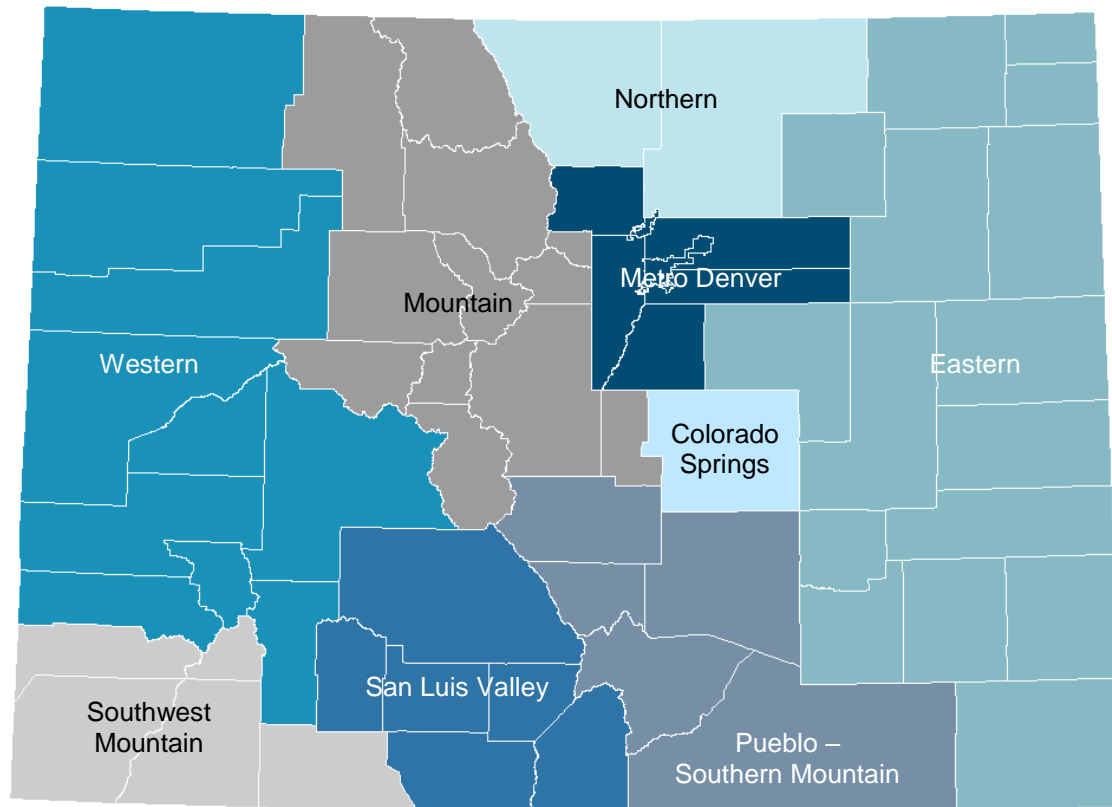 Northern
Metro Denver
Mountain
Western
Eastern
Colorado
Springs
San Luis Valley
Southwest
Mountain
Pueblo –
Southern Mountain